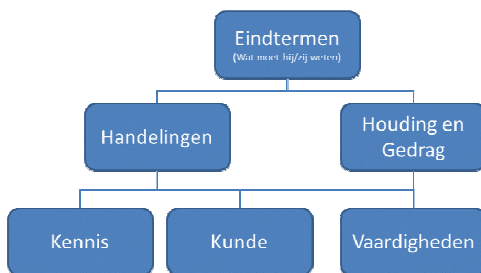 Eindtermen
(Wat moet hij/zij weten)
Handelingen
Houding en
Gedrag
Kennis
Kunde
Vaardigheden